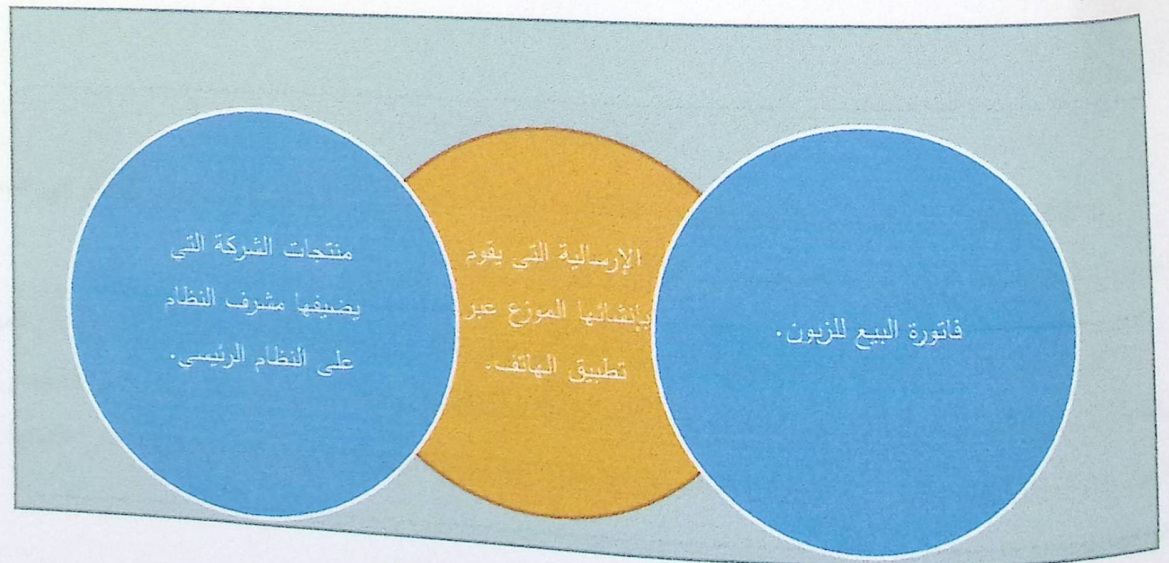 فاتورة البيع للزبون.
الإرسالية التي يقوم
بإنشائها الموزع عبر
تطبيق الهاتف.
منتجات الشركة التي
يضيفها مشرف النظام
على النظام الرئيسي.